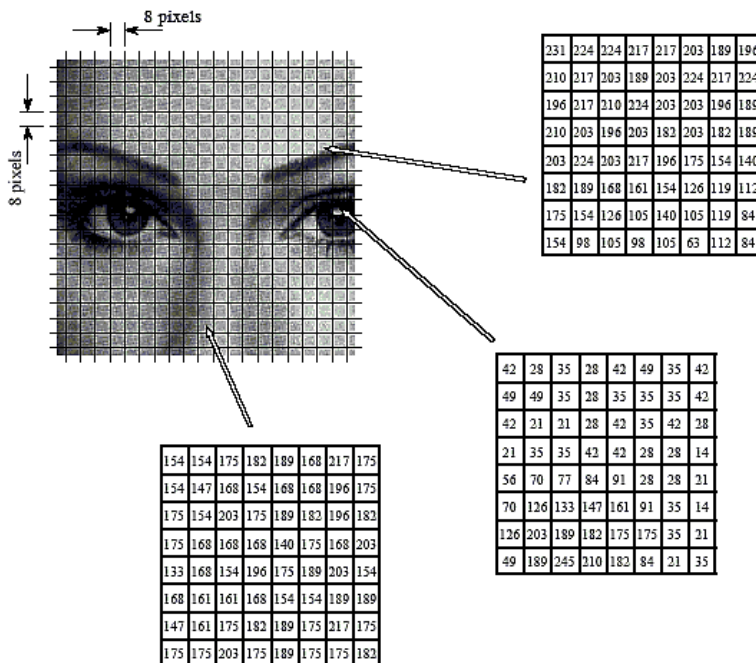 8 pixels
8 pixels
231 224 224 217 217 203 189 196
210 217 203 189 203 224 217 224
196 217 210 224 203 203 196 189
210 203 196 203 182 203 182 189
203 224 203 217 196 175 154 140
182 189 168 161 154 126 119 112
175 154 126 105 140 105 119 84
154 98 105 98 105 63 112 84
42 28 35 28 42 49 35 42
49 49 35 28 35 35 35 42
42 21 21 28 42 35 42 28
21 35 35 42 42 28 28 14
56 70 77 84 91 28 28 21
70 126 133 147 161 91 35 14
126 203 189 182 175 175 35 21
49 189 245 210 182 84 21 35
154 154 175 182 189 168 217 175
154 147 168 154 168 168 196 175
175 154 203 175 189 182 196 182
175 168 168 168 140 175 168 203
133 168 154 196 175 189 203 154
168 161 161 168 154 154 189 189
147 161 175 182 189 175 217 175
175 175 203 175 189 175 175 182